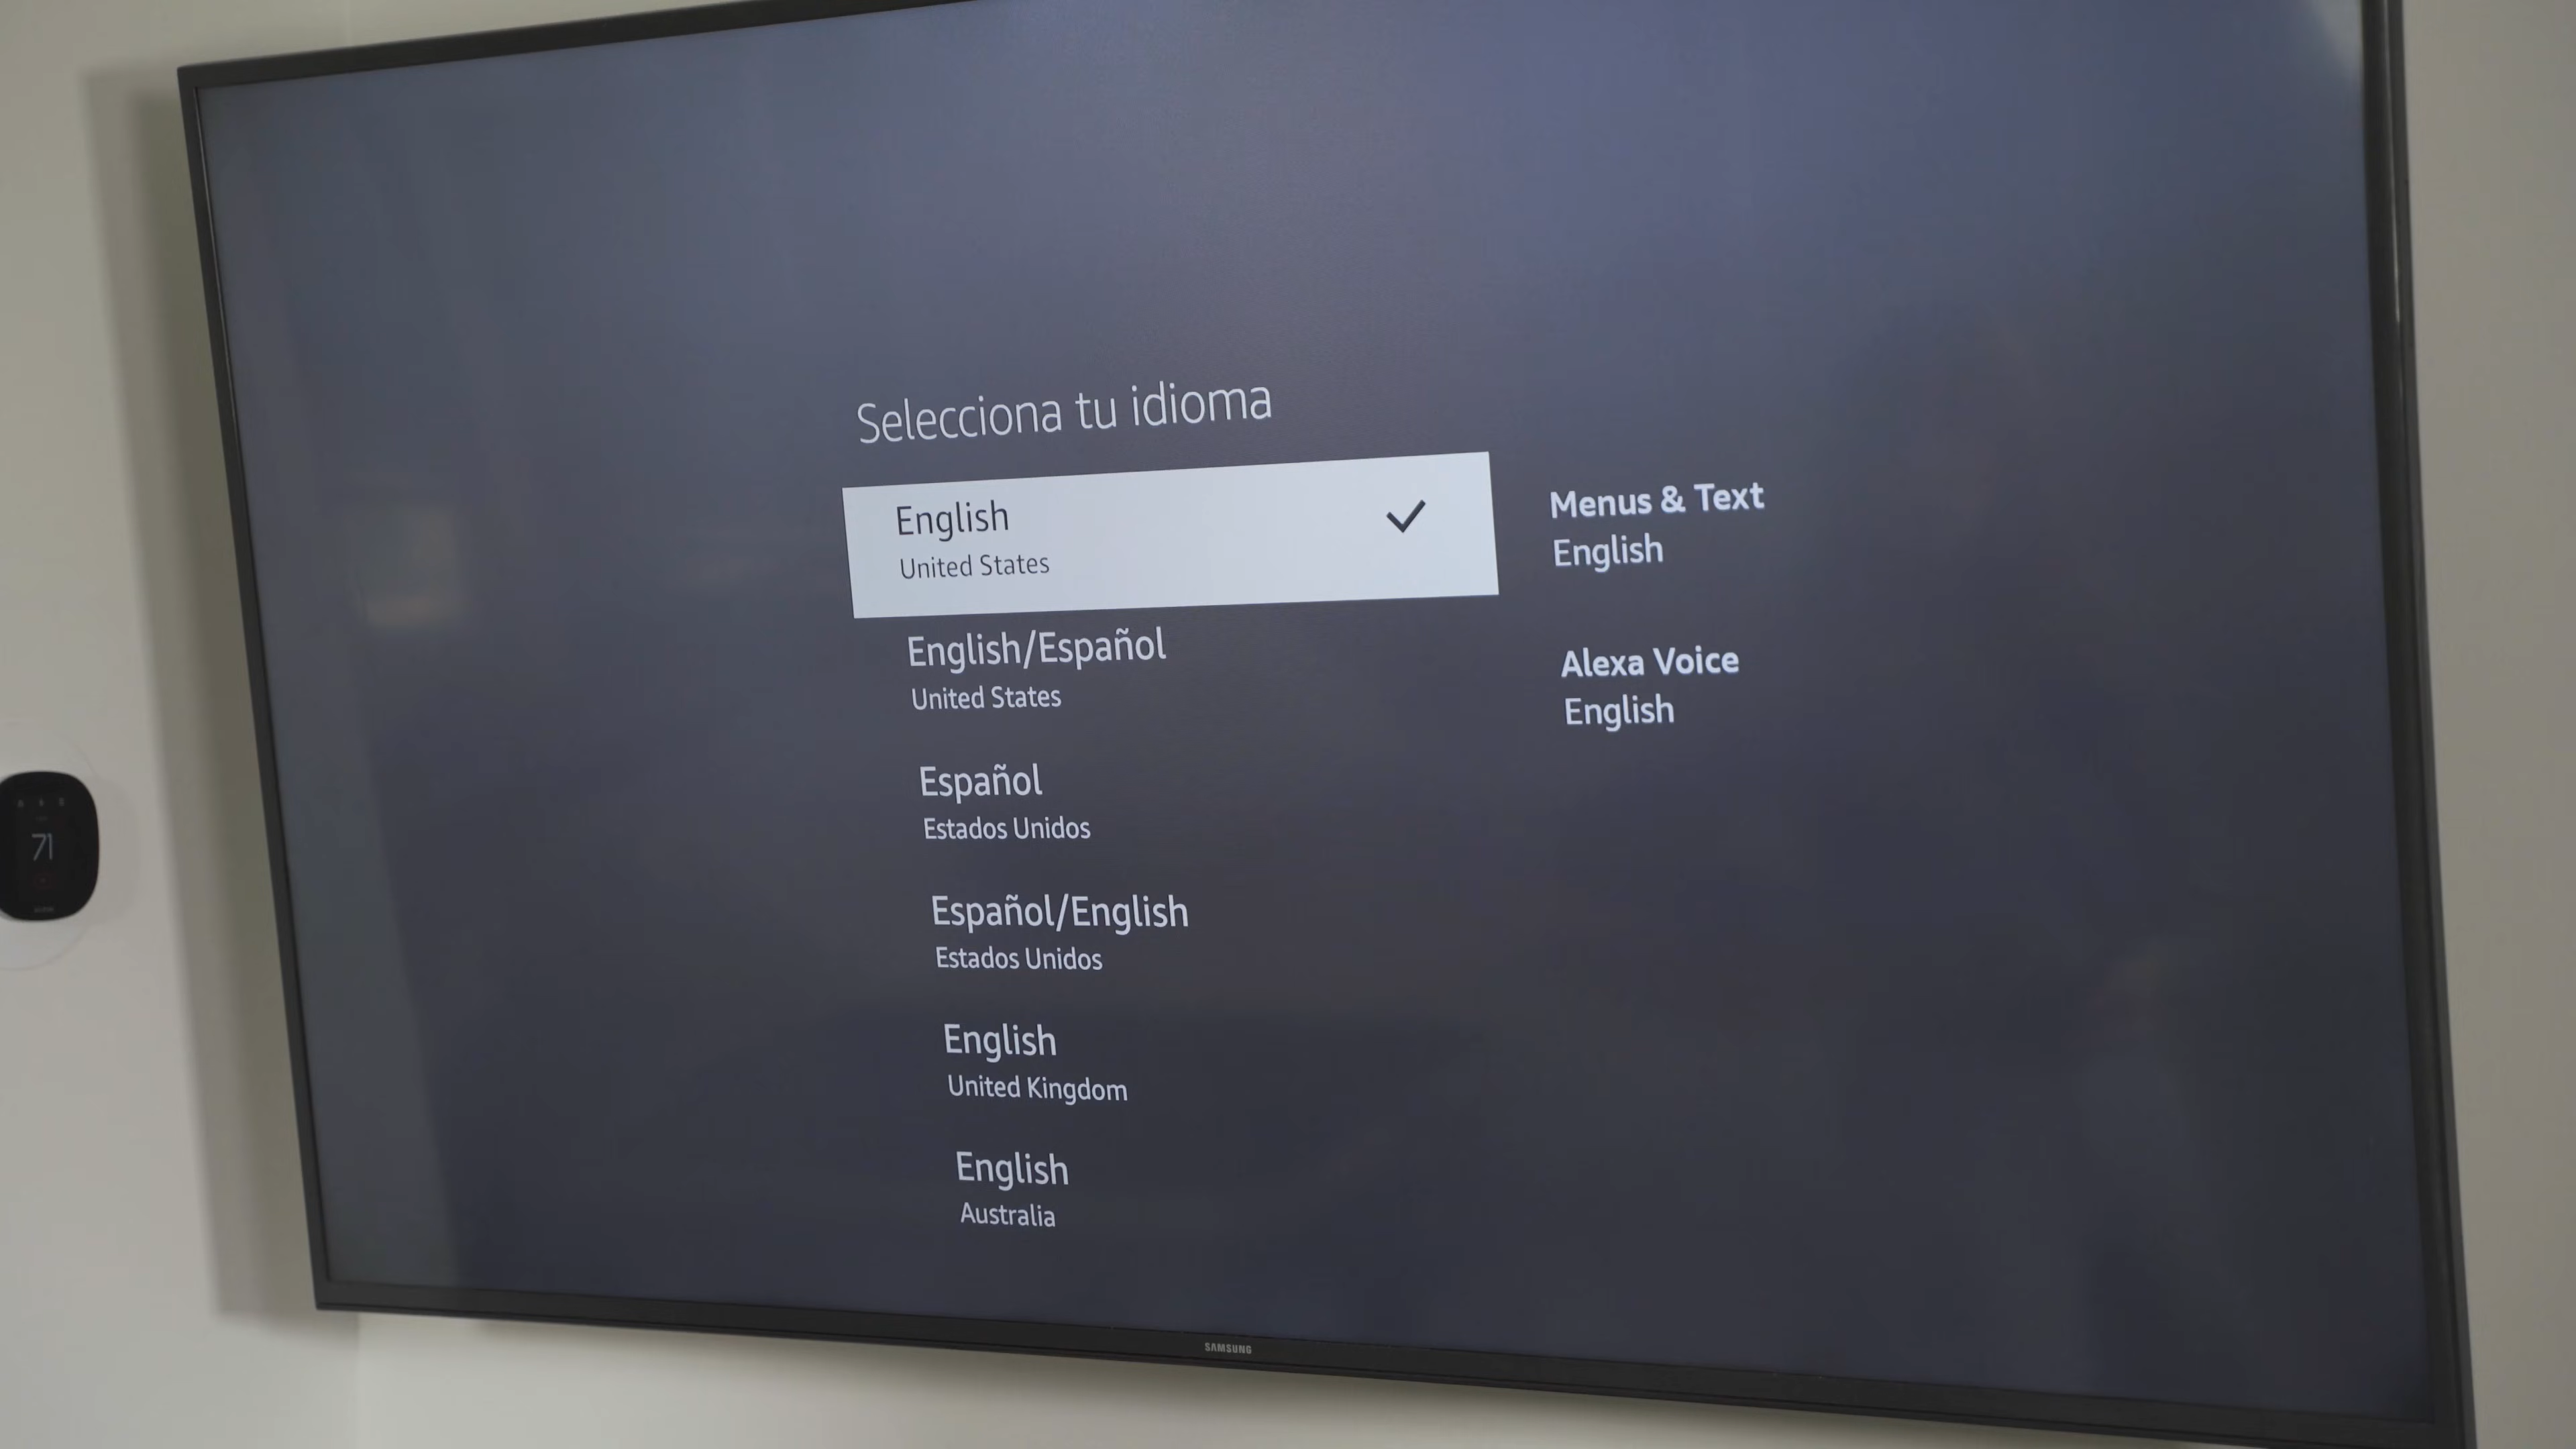 Selecciona tu idioma
English
United States
English/Español
United States
Español
Estados Unidos
Español/English
Estados Unidos
English
United Kingdom
English
Australia
Menus & Text
English
Alexa Voice
English
71
SAMSUNG